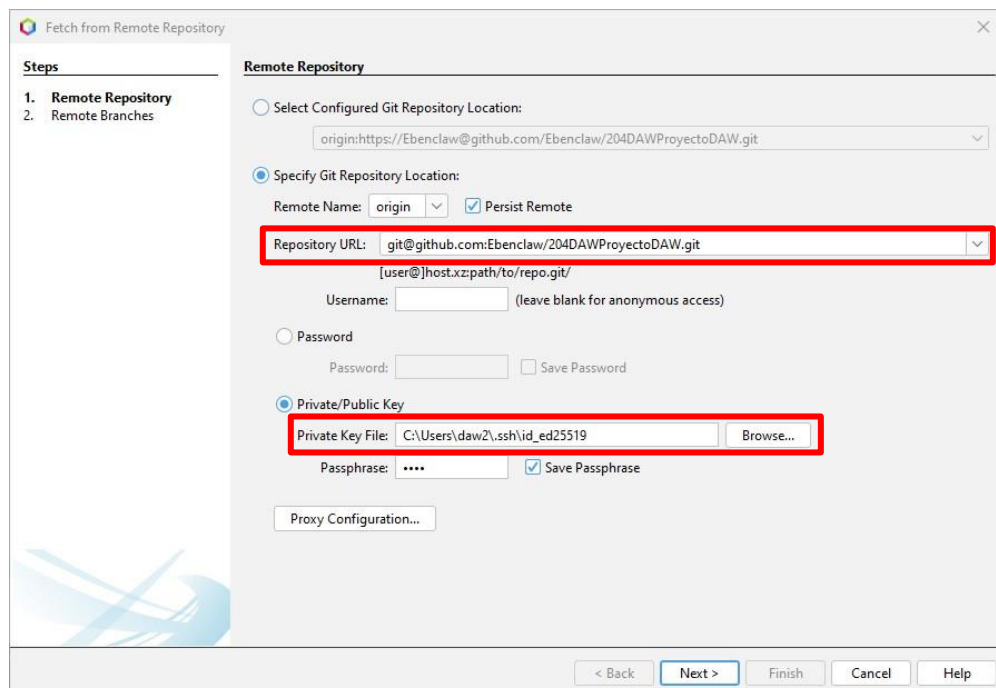 Fetch from Remote Repository
Steps
1. Remote Repository
2. Remote Branches
Remote Repository
Select Configured Git Repository Location:
origin:https://Ebenclaw@github.com/Ebenclaw/204DAWProyectoDAW.git
Specify Git Repository Location:
Remote Name: origin Persist Remote
Repository URL: git@github.com:Ebenclaw/204DAWProyectoDAW.git
[user@]host.xz:path/to/repo.git/
Username: (leave blank for anonymous access)
Password
Password: Save Password
Private/Public Key
Private Key File: C:\Users\daw2\.ssh\id_ed25519 Browse...
Passphrase: •••• Save Passphrase
Proxy Configuration...
< Back Next > Finish Cancel Help